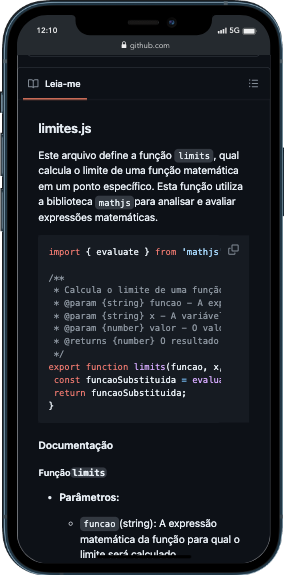 12:10
5G
github.com
Leia-me
limites.js
Este arquivo define a função limits, qual
calcula o limite de uma função matemática
em um ponto específico. Esta função utiliza
a biblioteca mathjs para analisar e avaliar
expressões matemáticas.
import { evaluate } from 'mathjs
/**
* Calcula o limite de uma função
* @param {string} funcao - A exp
* @param {string} x - A variáve
* @param {number} valor - O valo
* @returns {number} O resultado
*/
export function limits(funcao, x,
const funcaoSubstituida = evalua
return funcaoSubstituida;
}
Documentação
Função limits
• Parâmetros:
○ funcao (string): A expressão
matemática da função para qual o
limite será calculado.